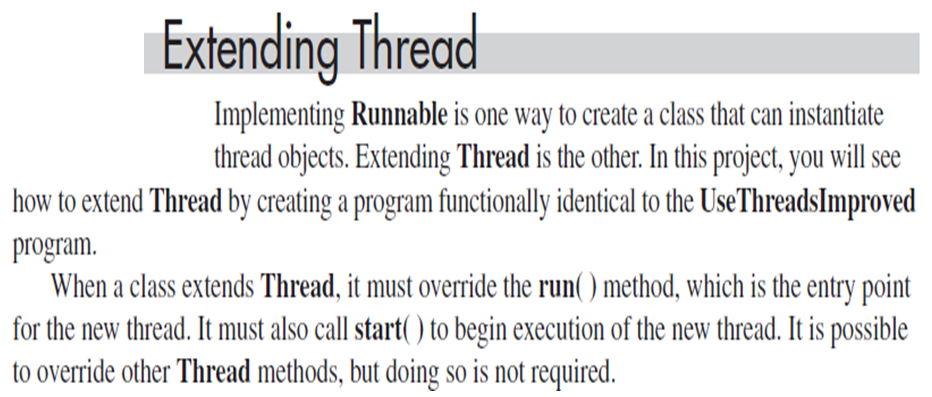 Extending Thread
Implementing Runnable is one way to create a class that can instantiate
thread objects. Extending Thread is the other. In this project, you will see
how to extend Thread by creating a program functionally identical to the UseThreadsImproved
program.
When a class extends Thread, it must override the run( ) method, which is the entry point
for the new thread. It must also call start( ) to begin execution of the new thread. It is possible
to override other Thread methods, but doing so is not required.